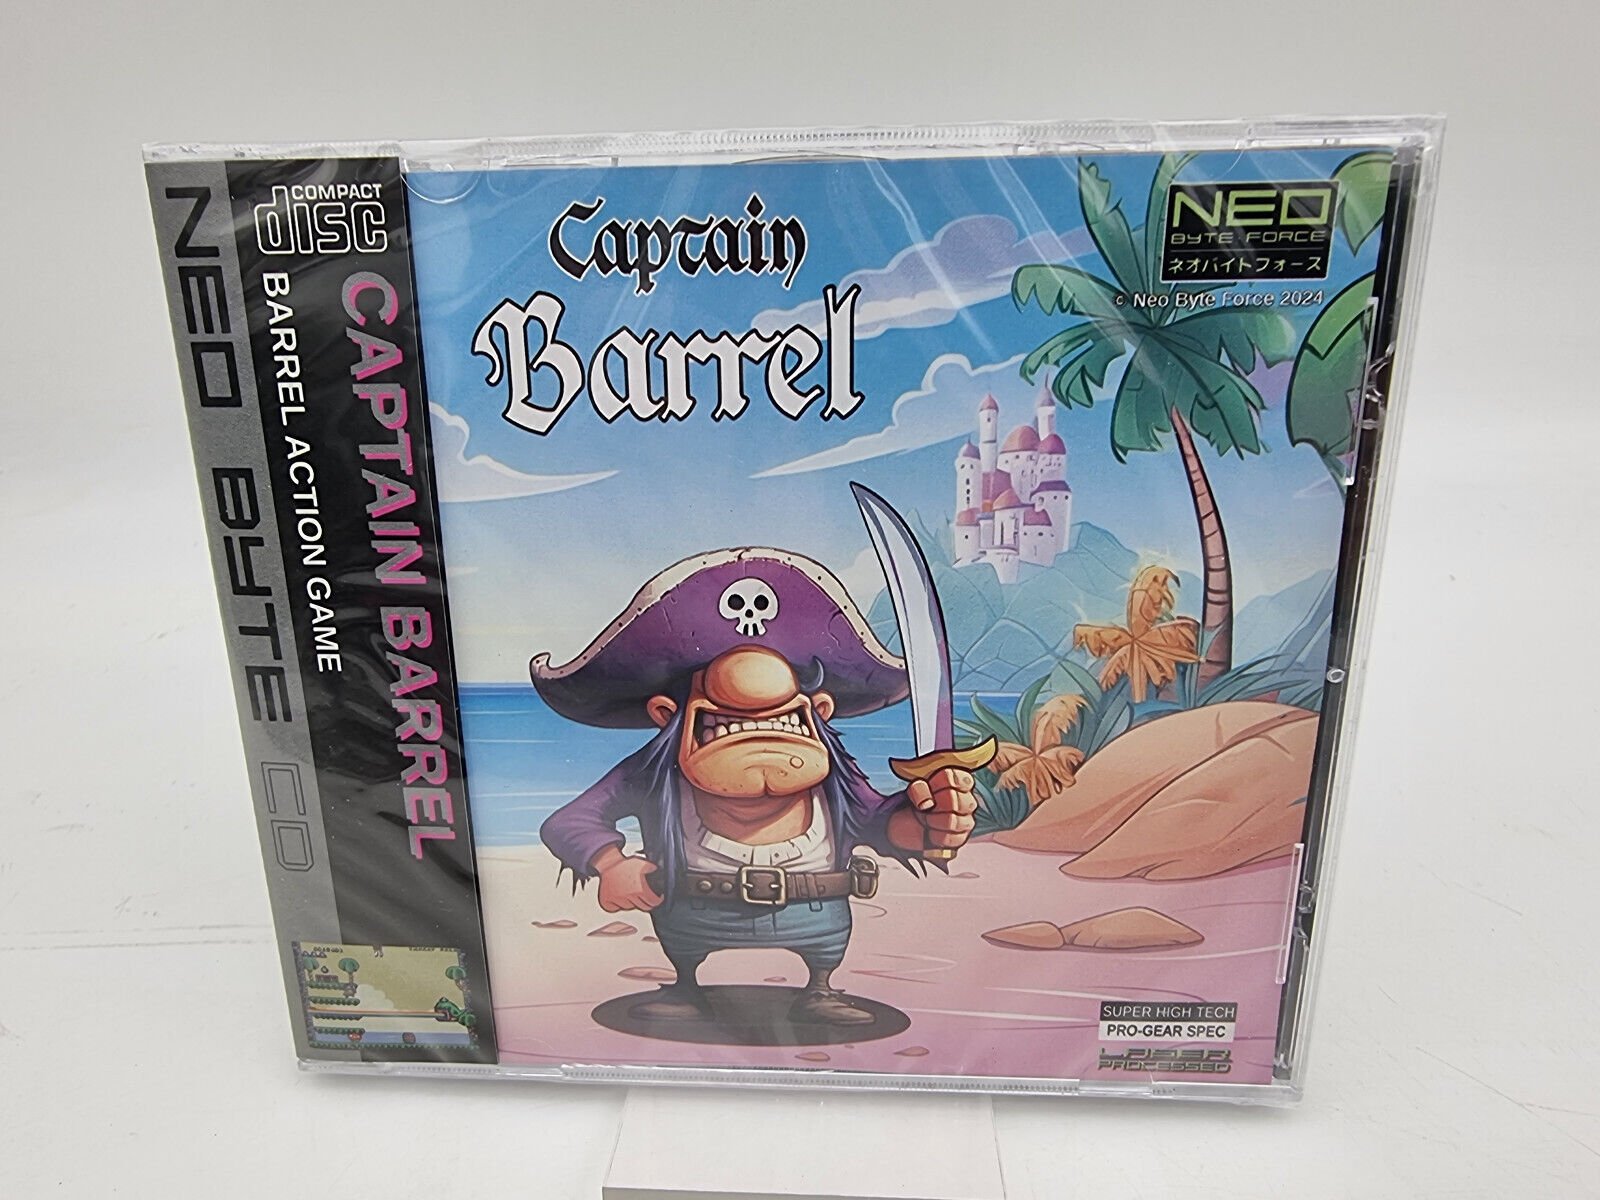 NEO BYTE CD
COMPACT
disc
BARREL ACTION GAME
CAPTAIN BARREL
Captain
Barrel
NEO
BYTE FORCE
ネオバイトフォース
© Neo Byte Force 2024
SUPER HIGH TECH
PRO-GEAR SPEC
LASER
PROCESSED